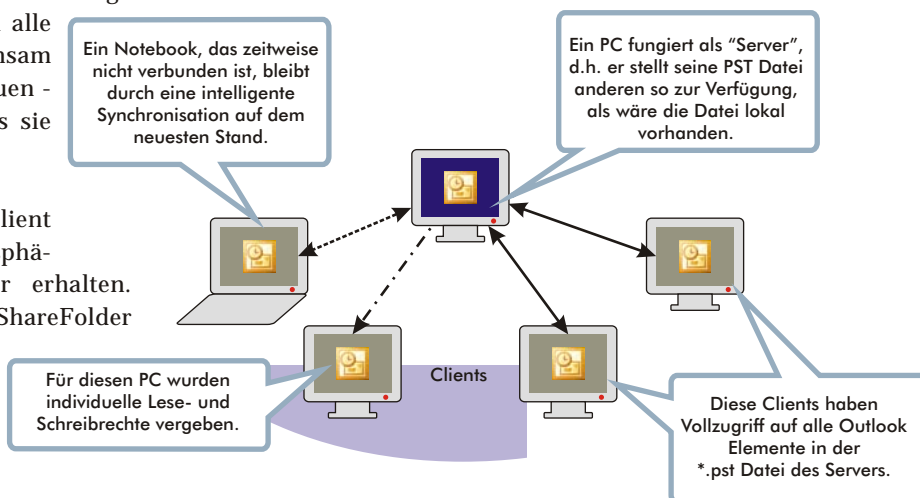 alle
nsam
uen -
s sie
lient
phä-
r erhalten.
ShareFolder
Ein Notebook, das zeitweise
nicht verbunden ist, bleibt
durch eine intelligente
Synchronisation auf dem
neuesten Stand.
Ein PC fungiert als “Server”,
d.h. er stellt seine PST Datei
anderen so zur Verfügung,
als wäre die Datei lokal
vorhanden.
Für diesen PC wurden
individuelle Lese- und
Schreibrechte vergeben.
Clients
Diese Clients haben
Vollzugriff auf alle Outlook
Elemente in der
*.pst Datei des Servers.